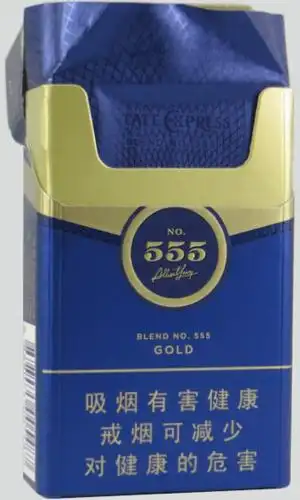 STATE EXPRESS
NO.
555
BLEND NO. 555
GOLD
吸烟有害健康
戒烟可减少
对健康的危害